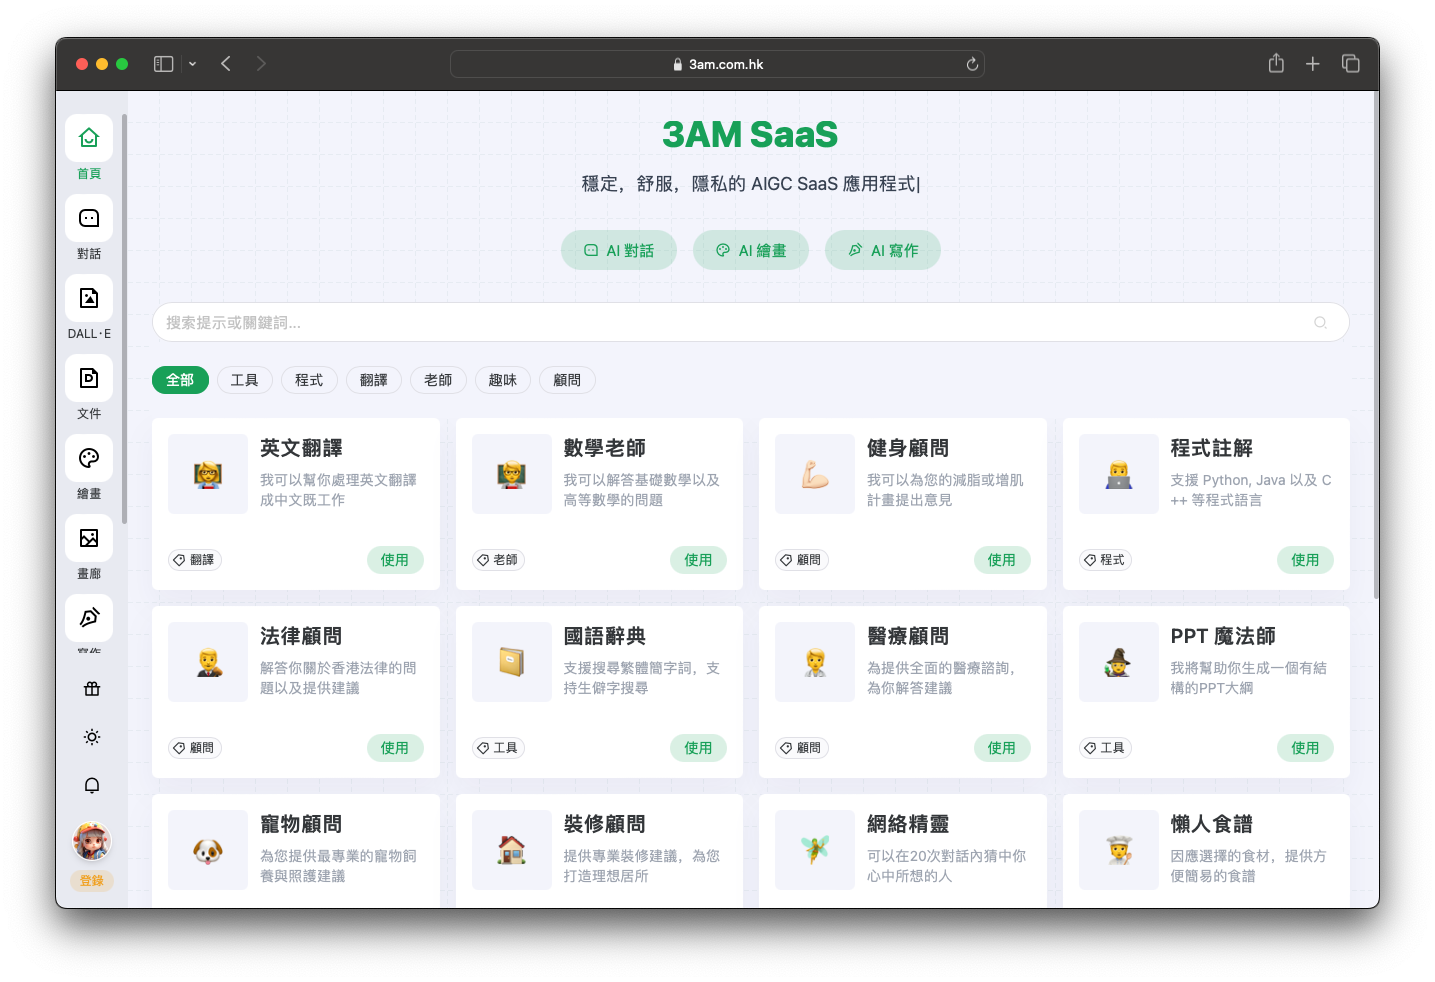 3am.com.hk
首頁
對話
DALL·E
文件
繪畫
畫廊
寫作
登錄
3AM SaaS
穩定，舒服，隱私的 AIGC SaaS 應用程式|
AI 對話
AI 繪畫
AI 寫作
搜索提示或關鍵詞...
全部
工具
程式
翻譯
老師
趣味
顧問
英文翻譯
我可以幫你處理英文翻譯
成中文既工作
翻譯
使用
數學老師
我可以解答基礎數學以及
高等數學的問題
老師
使用
健身顧問
我可以為您的減脂或增肌
計畫提出意見
顧問
使用
程式註解
支援 Python, Java 以及 C
++ 等程式語言
程式
使用
法律顧問
解答你關於香港法律的問
題以及提供建議
顧問
使用
國語辭典
支援搜尋繁體簡字詞，支
持生僻字搜尋
工具
使用
醫療顧問
為提供全面的醫療諮詢，
為你解答建議
顧問
使用
PPT 魔法師
我將幫助你生成一個有結
構的PPT大綱
工具
使用
寵物顧問
為您提供最專業的寵物飼
養與照護建議
裝修顧問
提供專業裝修建議，為您
打造理想居所
網絡精靈
可以在20次對話內猜中你
心中所想的人
懶人食譜
因應選擇的食材，提供方
便簡易的食譜